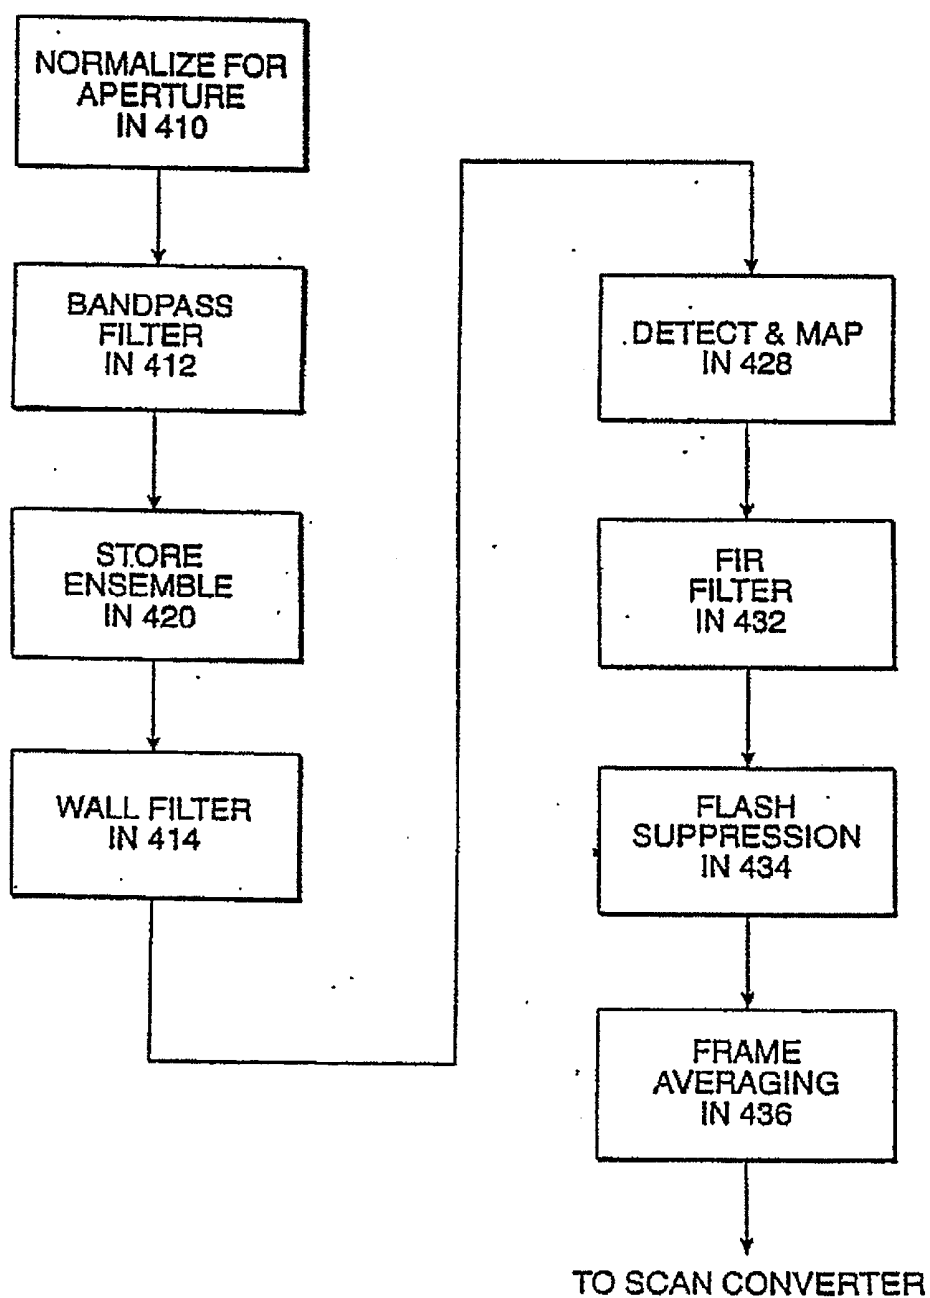 NORMALIZE FOR
APERTURE
IN 410
BANDPASS
FILTER
IN 412
STORE
ENSEMBLE
IN 420
WALL FILTER
IN 414
DETECT & MAP
IN 428
FIR
FILTER
IN 432
FLASH
SUPPRESSION
IN 434
FRAME
AVERAGING
IN 436
TO SCAN CONVERTER